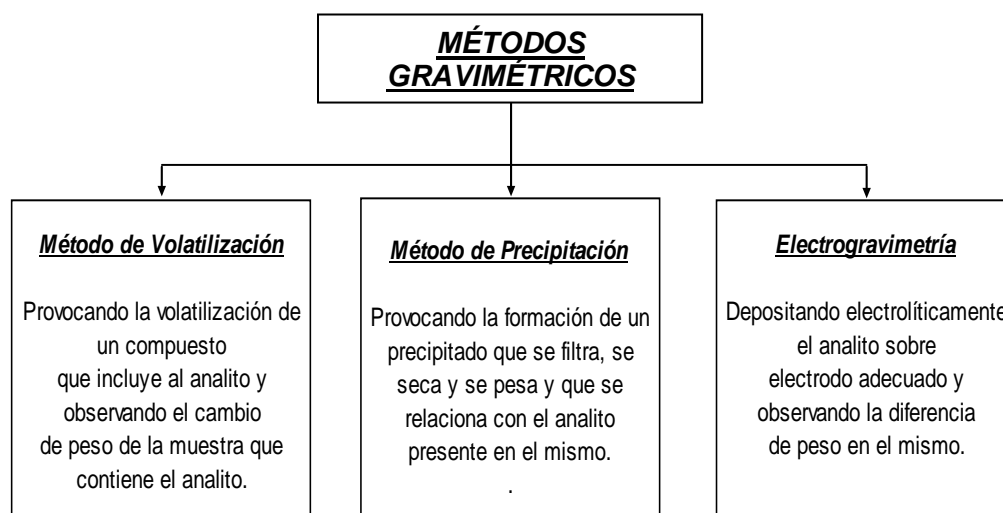 MÉTODOS
GRAVIMÉTRICOS
Método de Volatilización
Provocando la volatilización de
un compuesto
que incluye al analito y
observando el cambio
de peso de la muestra que
contiene el analito.
Método de Precipitación
Provocando la formación de un
precipitado que se filtra, se
seca y se pesa y que se
relaciona con el analito
presente en el mismo.
.
Electrogravimetría
Depositando electrolíticamente
el analito sobre
electrodo adecuado y
observando la diferencia
de peso en el mismo.